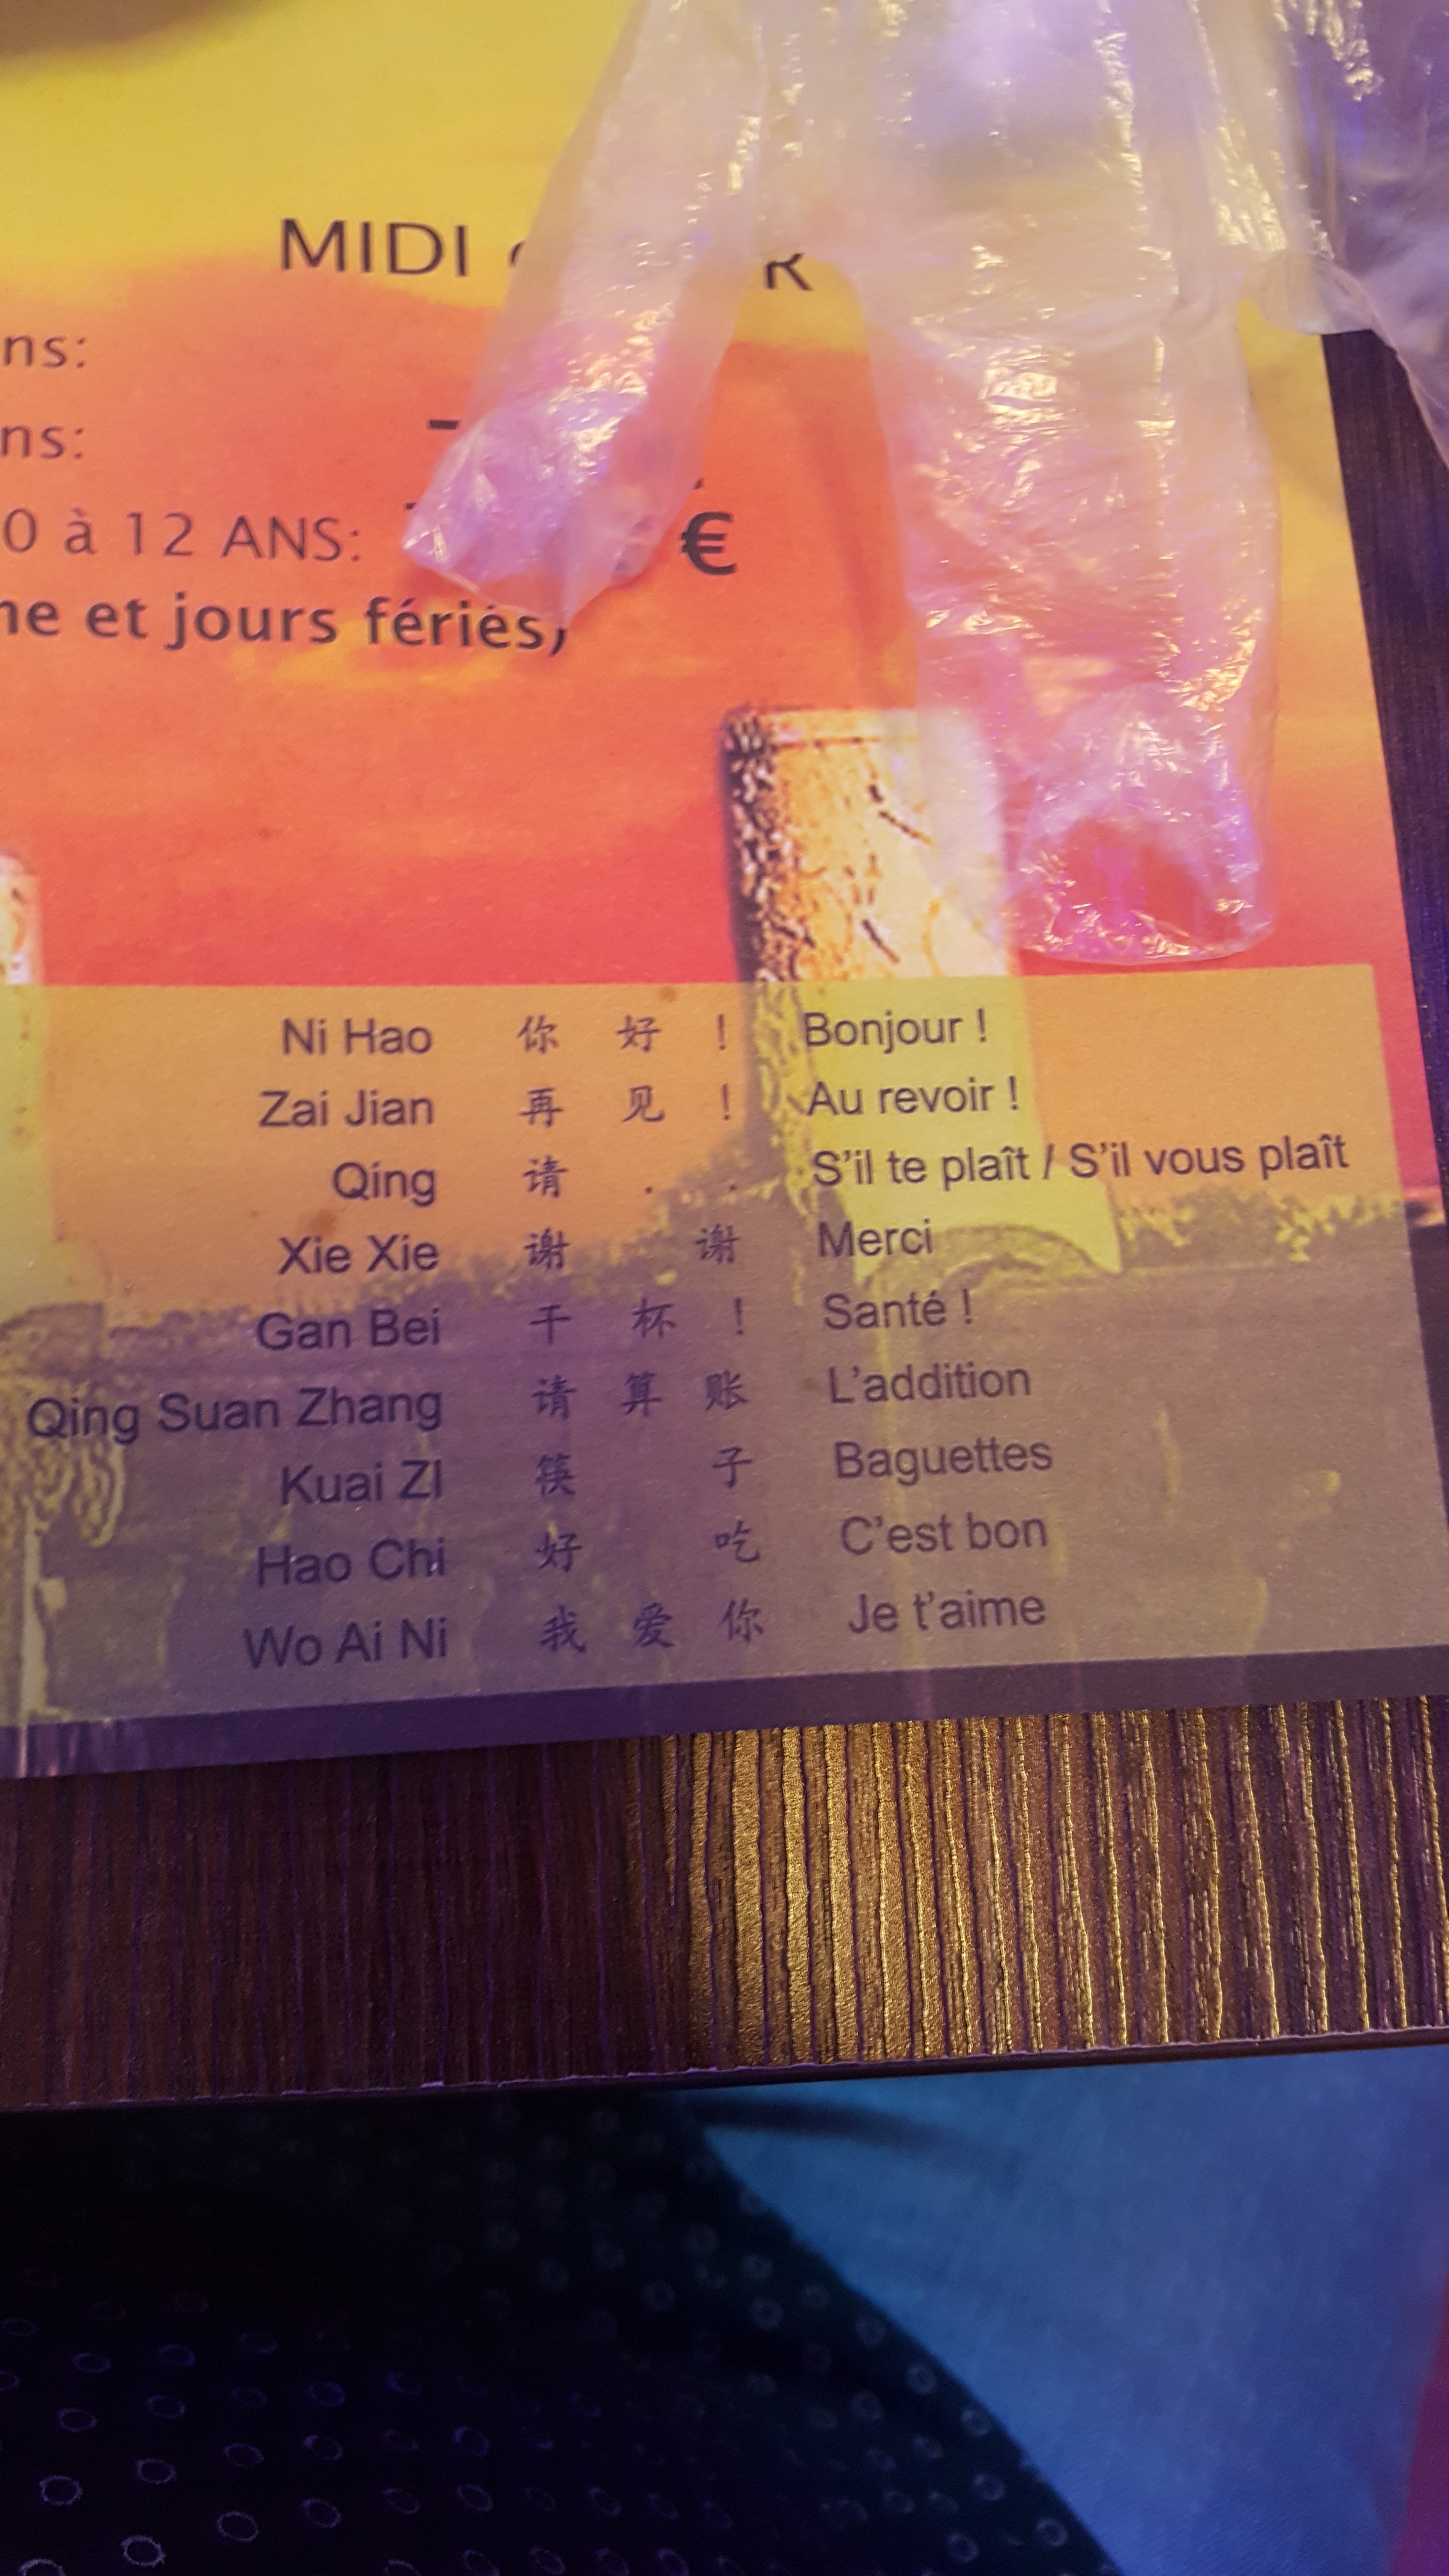 MIDI
ns:
ns:
0 à 12 ANS: €
et jours fériés)
Ni Hao 你 好 ! Bonjour !
Zai Jian 再 见 ! Au revoir !
Qing 请 . . S'il te plaît / S'il vous plaît
Xie Xie 谢 谢 Merci
Gan Bei 干 杯 ! Santé !
Qing Suan Zhang 请 算 账 L'addition
Kuai ZI 筷 子 Baguettes
Hao Chi 好 吃 C'est bon
Wo Ai Ni 我 爱 你 Je t'aime